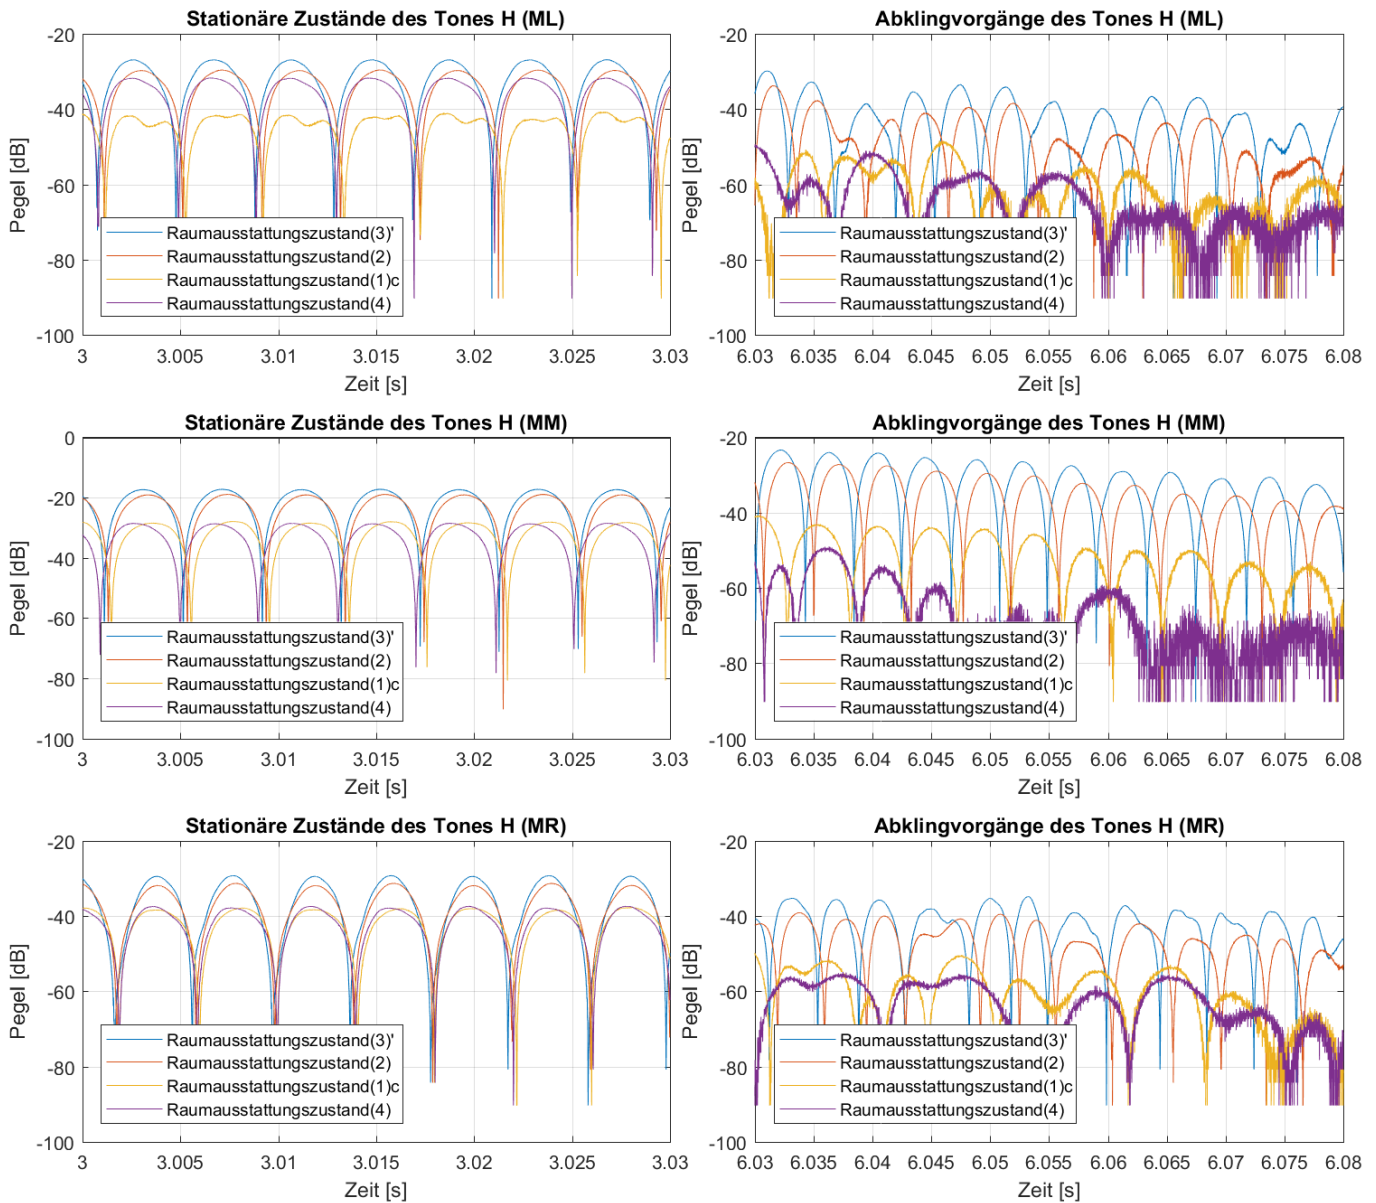 Stationäre Zustände des Tones H (ML)
-20
-40
-60
-80
-100
Pegel [dB]
Raumausstattungszustand(3)'
Raumausstattungszustand(2)
Raumausstattungszustand(1)c
Raumausstattungszustand(4)
3 3.005 3.01 3.015 3.02 3.025 3.03
Zeit [s]
Abklingvorgänge des Tones H (ML)
-20
-40
-60
-80
-100
Pegel [dB]
Raumausstattungszustand(3)'
Raumausstattungszustand(2)
Raumausstattungszustand(1)c
Raumausstattungszustand(4)
6.03 6.035 6.04 6.045 6.05 6.055 6.06 6.065 6.07 6.075 6.08
Zeit [s]
Stationäre Zustände des Tones H (MM)
0
-20
-40
-60
-80
-100
Pegel [dB]
Raumausstattungszustand(3)'
Raumausstattungszustand(2)
Raumausstattungszustand(1)c
Raumausstattungszustand(4)
3 3.005 3.01 3.015 3.02 3.025 3.03
Zeit [s]
Abklingvorgänge des Tones H (MM)
-20
-40
-60
-80
-100
Pegel [dB]
Raumausstattungszustand(3)'
Raumausstattungszustand(2)
Raumausstattungszustand(1)c
Raumausstattungszustand(4)
6.03 6.035 6.04 6.045 6.05 6.055 6.06 6.065 6.07 6.075 6.08
Zeit [s]
Stationäre Zustände des Tones H (MR)
-20
-40
-60
-80
-100
Pegel [dB]
Raumausstattungszustand(3)'
Raumausstattungszustand(2)
Raumausstattungszustand(1)c
Raumausstattungszustand(4)
3 3.005 3.01 3.015 3.02 3.025 3.03
Zeit [s]
Abklingvorgänge des Tones H (MR)
-20
-40
-60
-80
-100
Pegel [dB]
Raumausstattungszustand(3)'
Raumausstattungszustand(2)
Raumausstattungszustand(1)c
Raumausstattungszustand(4)
6.03 6.035 6.04 6.045 6.05 6.055 6.06 6.065 6.07 6.075 6.08
Zeit [s]